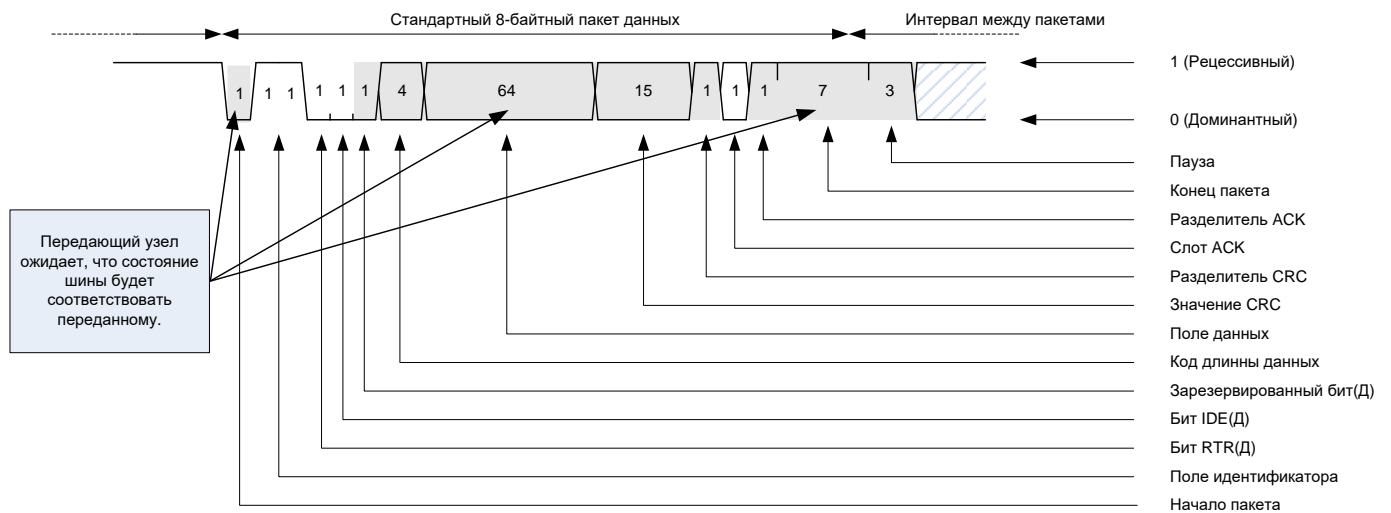 Стандартный 8-байтный пакет данных
Интервал между пакетами
1 1 1 1 1 1 4 64 15 1 1 1 7 3
1 (Рецессивный)
0 (Доминантный)
Пауза
Конец пакета
Разделитель ACK
Слот ACK
Разделитель CRC
Значение CRC
Поле данных
Код длинны данных
Зарезервированный бит(Д)
Бит IDE(Д)
Бит RTR(Д)
Поле идентификатора
Начало пакета
Передающий узел
ожидает, что состояние
шины будет
соответствовать
переданному.